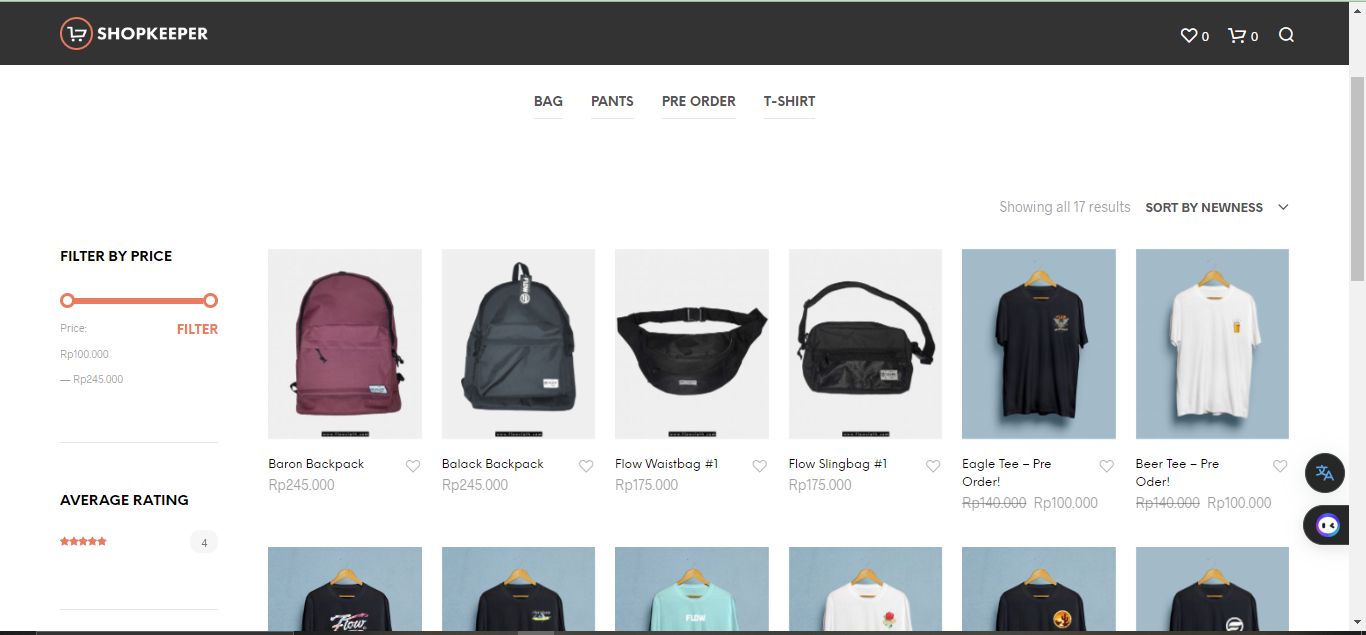 SHOPKEEPER
0
0
BAG PANTS PRE ORDER T-SHIRT
Showing all 17 results SORT BY NEWNESS
FILTER BY PRICE
Price:
FILTER
Rp100.000
— Rp245.000
AVERAGE RATING
4
Baron Backpack
Rp245.000
Balack Backpack
Rp245.000
Flow Waistbag #1
Rp175.000
Flow Slingbag #1
Rp175.000
Eagle Tee – Pre
Order!
Rp140.000 Rp100.000
Beer Tee – Pre
Oder!
Rp140.000 Rp100.000
Flow
FLOW